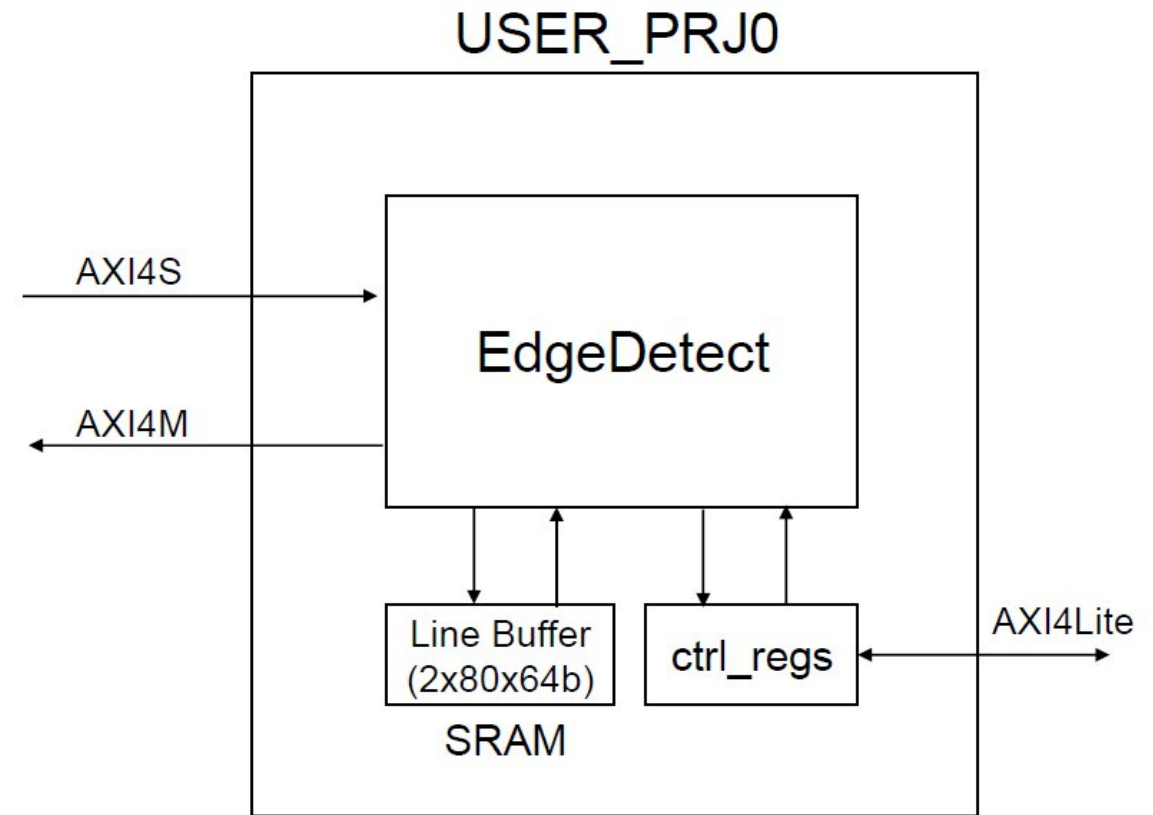 USER_PRJ0
AXI4S
EdgeDetect
AXI4M
Line Buffer
(2x80x64b)
SRAM
ctrl_regs
AXI4Lite